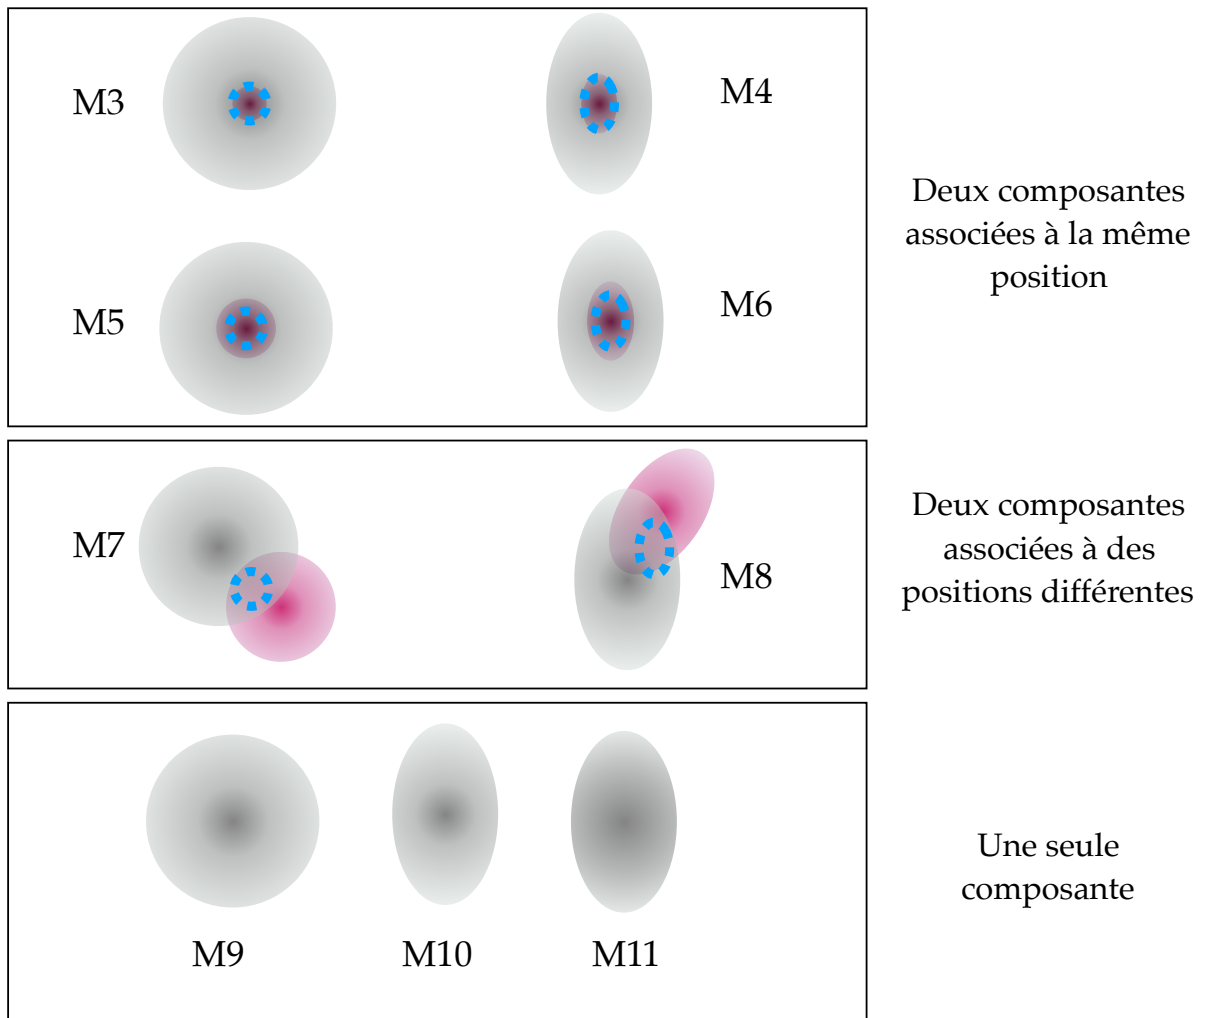 M3
M4
M5
M6
Deux composantes
associées à la même
position
M7
M8
Deux composantes
associées à des
positions différentes
M9
M10
M11
Une seule
composante